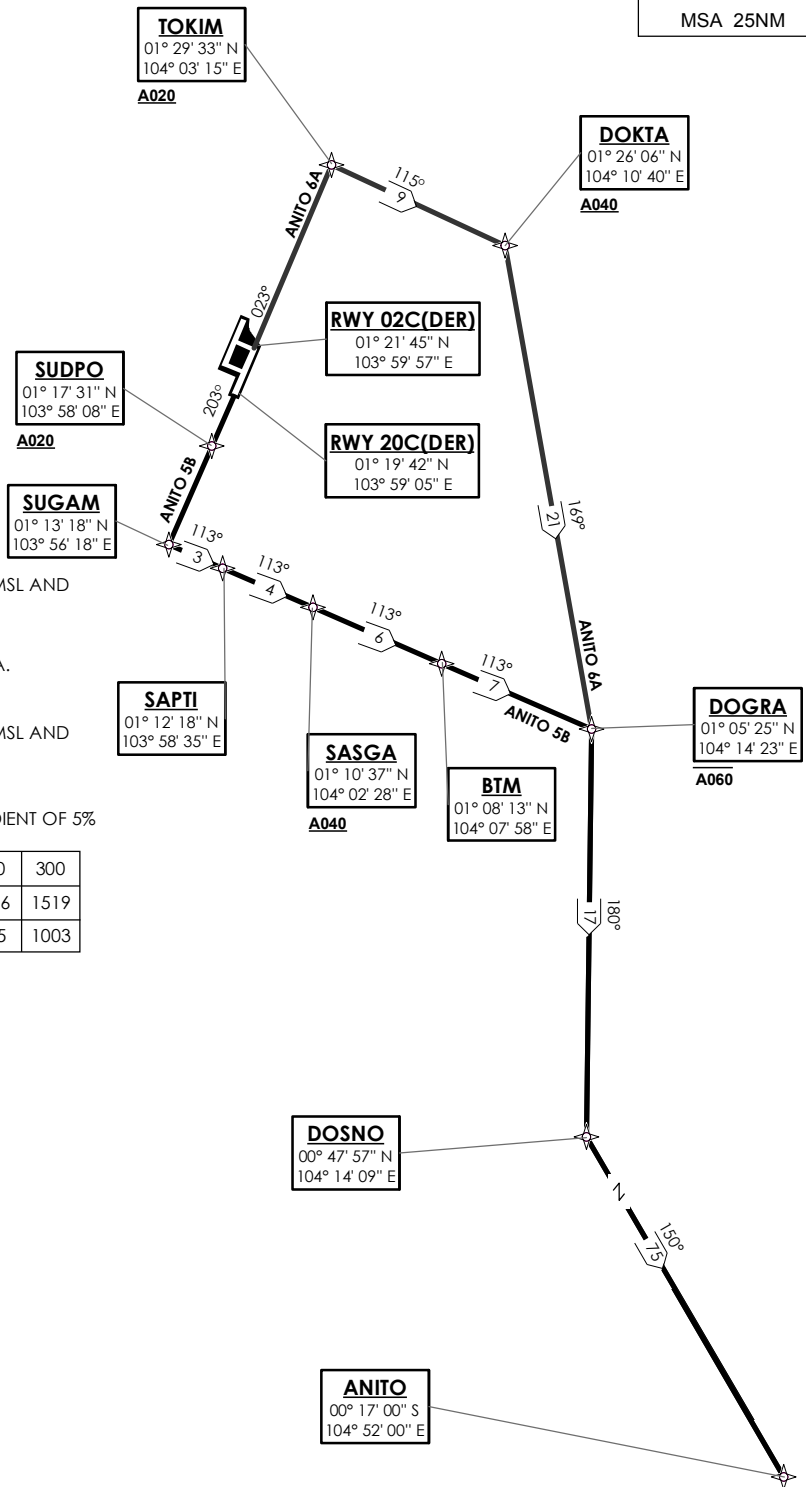 MSA 25NM
TOKIM
01° 29' 33" N
104° 03' 15" E
A020
DOKTA
01° 26' 06" N
104° 10' 40" E
A040
115°
9
ANITO 6A
023°
RWY 02C(DER)
01° 21' 45" N
103° 59' 57" E
SUDPO
01° 17' 31" N
103° 58' 08" E
A020
203°
RWY 20C(DER)
01° 19' 42" N
103° 59' 05" E
ANITO 5B
SUGAM
01° 13' 18" N
103° 56' 18" E
169°
21
113°
3
113°
4
113°
6
113°
7
ANITO 5B
ANITO 6A
MSL AND
A.
MSL AND
DIENT OF 5%
0 300
6 1519
5 1003
SAPTI
01° 12' 18" N
103° 58' 35" E
SASGA
01° 10' 37" N
104° 02' 28" E
A040
BTM
01° 08' 13" N
104° 07' 58" E
DOGRA
01° 05' 25" N
104° 14' 23" E
A060
180°
17
DOSNO
00° 47' 57" N
104° 14' 09" E
N
150°
75
ANITO
00° 17' 00" S
104° 52' 00" E